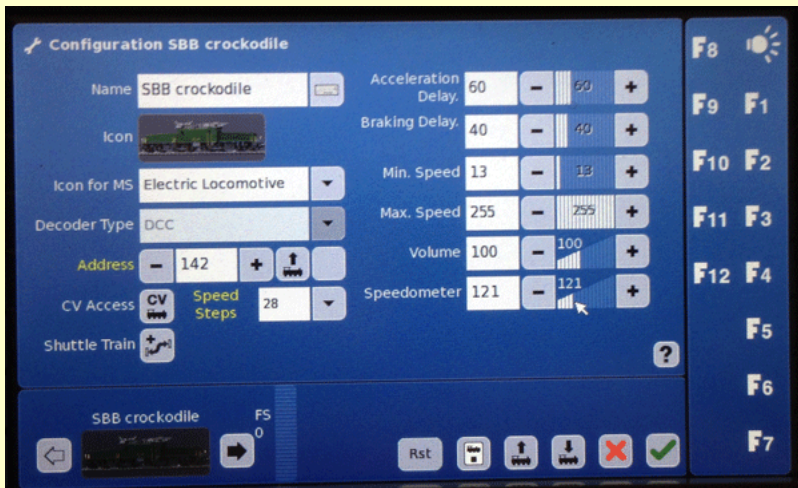 Configuration SBB crockodile
Name SBB crockodile
Icon
Icon for MS Electric Locomotive
Decoder Type DCC
Address − 142 +
CV Access CV Speed Steps 28
Shuttle Train
Acceleration Delay. 60 − 60 +
Braking Delay. 40 − 40 +
Min. Speed 13 − 13 +
Max. Speed 255 − 255 +
Volume 100 − 100 +
Speedometer 121 − 121 +
?
SBB crockodile FS
0
Rst
F8
F9 F1
F10 F2
F11 F3
F12 F4
F5
F6
F7